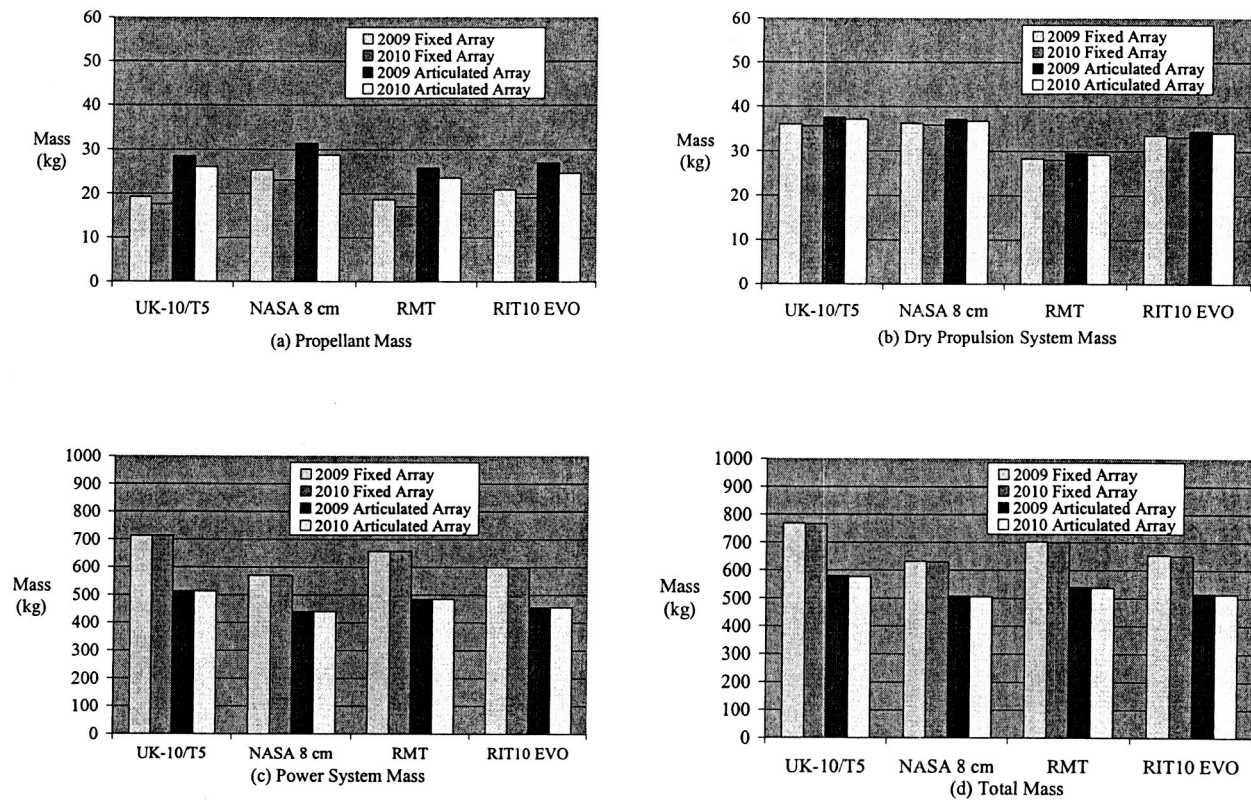 60
50
40
30
20
10
0
Mass
(kg)
2009 Fixed Array
2010 Fixed Array
2009 Articulated Array
2010 Articulated Array
UK-10/T5 NASA 8 cm RMT RIT10 EVO
(a) Propellant Mass
60
50
40
30
20
10
0
Mass
(kg)
2009 Fixed Array
2010 Fixed Array
2009 Articulated Array
2010 Articulated Array
UK-10/T5 NASA 8 cm RMT RIT10 EVO
(b) Dry Propulsion System Mass
1000
900
800
700
600
500
400
300
200
100
0
Mass
(kg)
2009 Fixed Array
2010 Fixed Array
2009 Articulated Array
2010 Articulated Array
UK-10/T5 NASA 8 cm RMT RIT10 EVO
(c) Power System Mass
1000
900
800
700
600
500
400
300
200
100
0
Mass
(kg)
2009 Fixed Array
2010 Fixed Array
2009 Articulated Array
2010 Articulated Array
UK-10/T5 NASA 8 cm RMT RIT10 EVO
(d) Total Mass